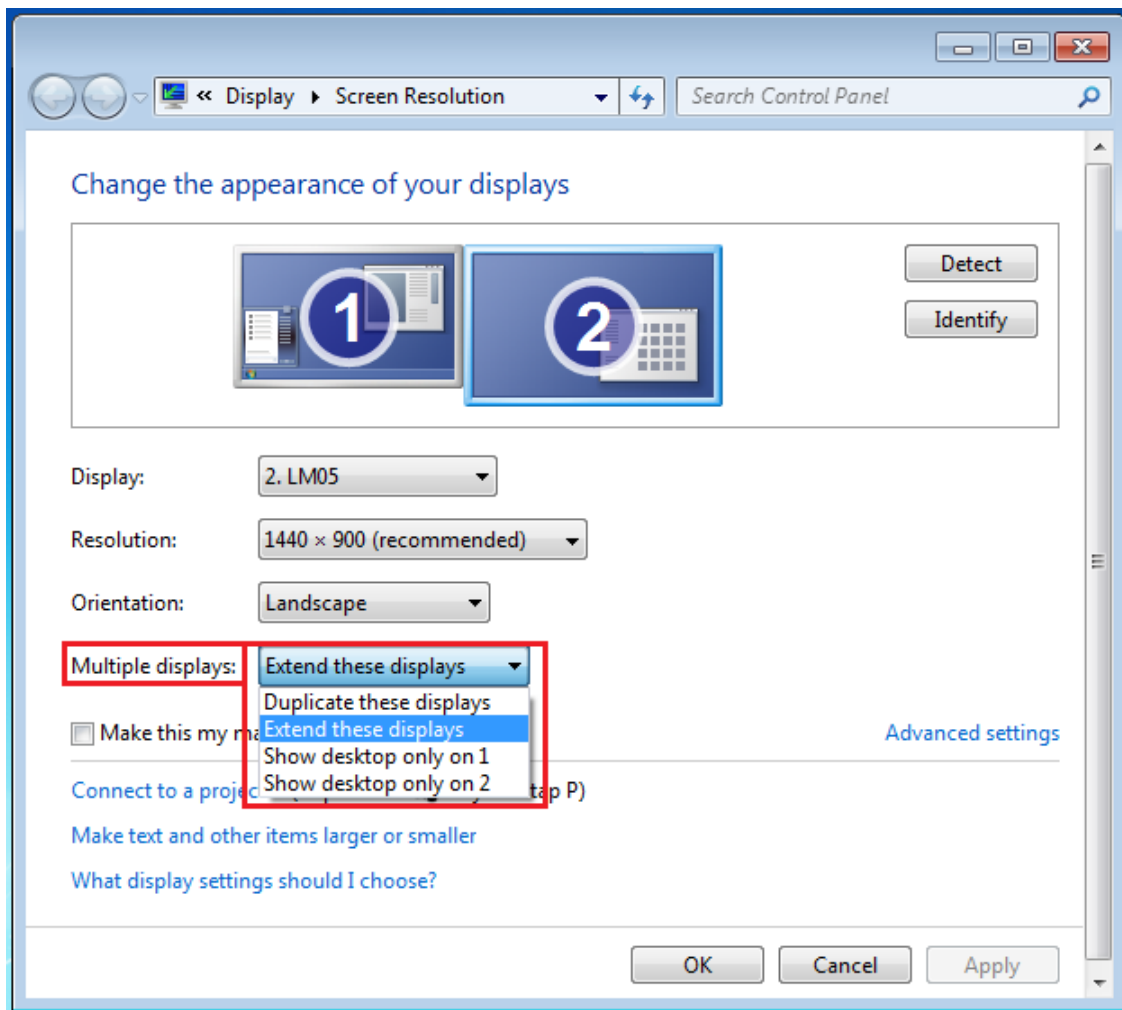 « Display ▸ Screen Resolution
Search Control Panel
Change the appearance of your displays
1
2
Detect
Identify
Display:
2. LM05
Resolution:
1440 × 900 (recommended)
Orientation:
Landscape
Multiple displays:
Extend these displays
Duplicate these displays
Extend these displays
Show desktop only on 1
Show desktop only on 2
Make this my
Advanced settings
Connect to a
tap P)
Make text and other items larger or smaller
What display settings should I choose?
OK
Cancel
Apply